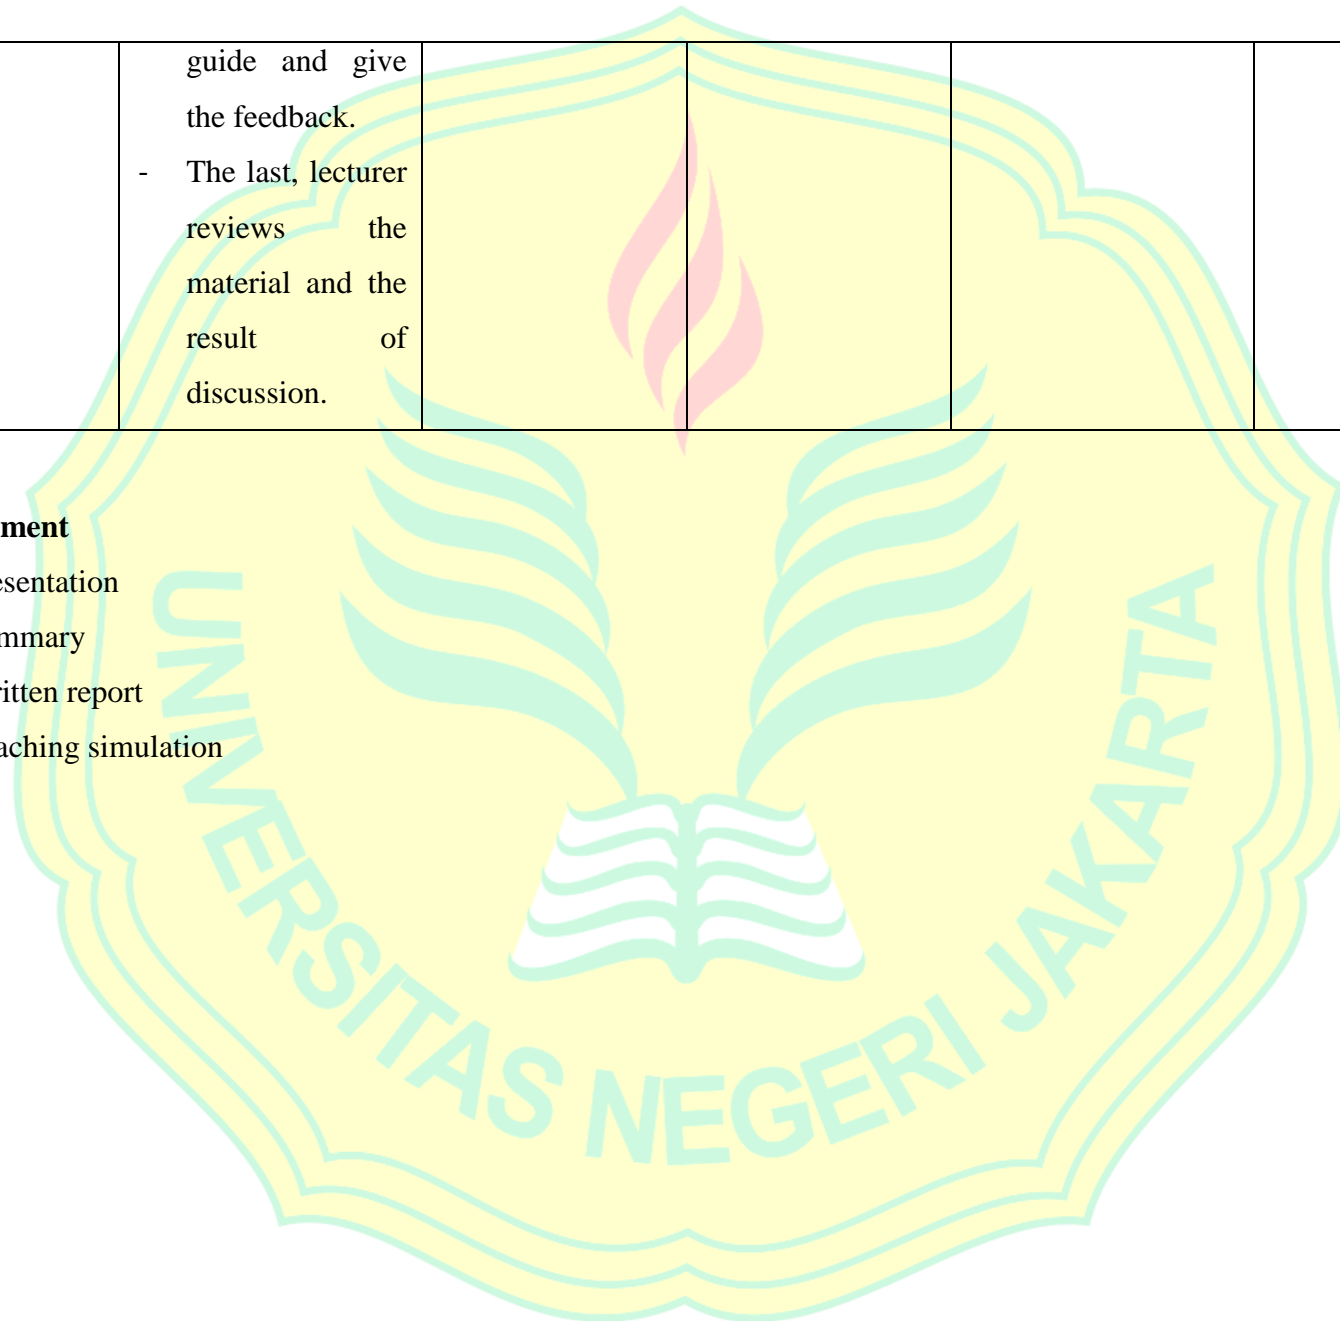 guide and give
the feedback.
- The last, lecturer
reviews the
material and the
result of
discussion.
ment
esentation
mmary
ritten report
aching simulation
UNIVERSITAS NEGERI JAKARTA